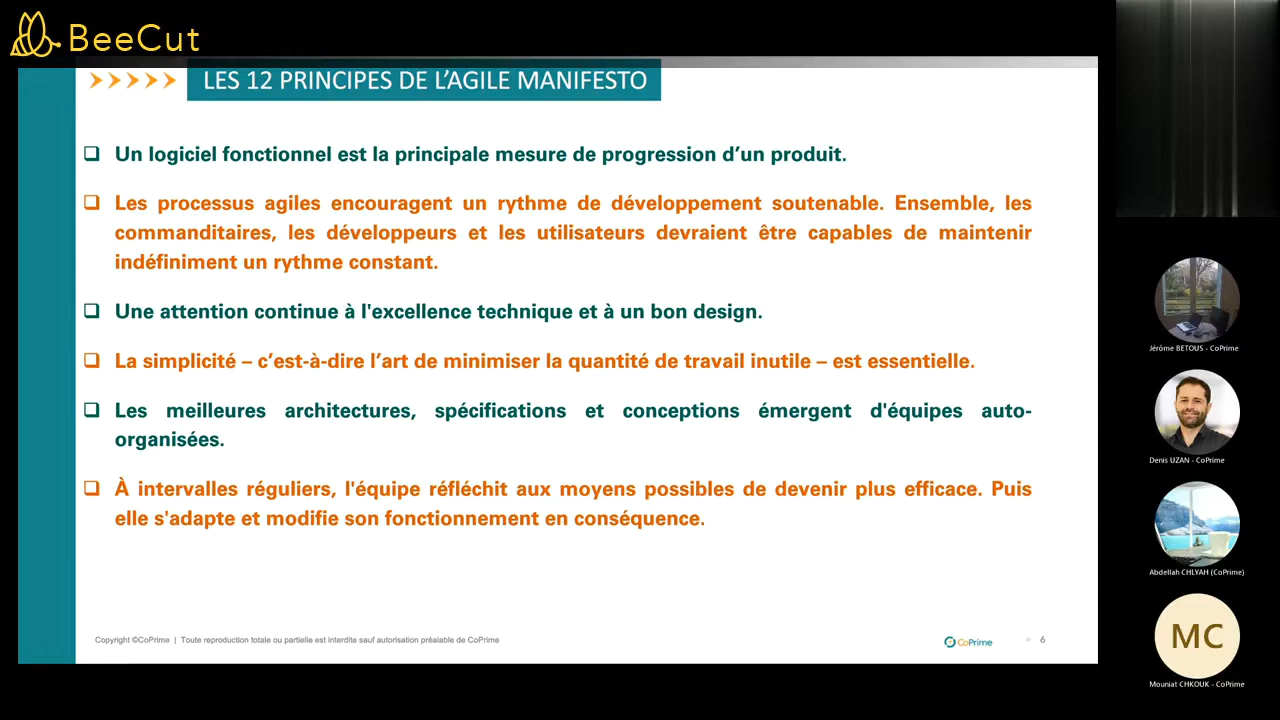 BeeCut
LES 12 PRINCIPES DE L’AGILE MANIFESTO
Un logiciel fonctionnel est la principale mesure de progression d’un produit.
Les processus agiles encouragent un rythme de développement soutenable. Ensemble, les
commanditaires, les développeurs et les utilisateurs devraient être capables de maintenir
indéfiniment un rythme constant.
Une attention continue à l'excellence technique et à un bon design.
La simplicité – c’est-à-dire l’art de minimiser la quantité de travail inutile – est essentielle.
Les meilleures architectures, spécifications et conceptions émergent d'équipes auto-
organisées.
À intervalles réguliers, l'équipe réfléchit aux moyens possibles de devenir plus efficace. Puis
elle s'adapte et modifie son fonctionnement en conséquence.
Copyright ©CoPrime | Toute reproduction totale ou partielle est interdite sauf autorisation préalable de CoPrime
CoPrime
6
Jérôme BETOUS - CoPrime
Denis UZAN - CoPrime
Abdellah CHLYAH (CoPrime)
MC
Mouniat CHKOUK - CoPrime